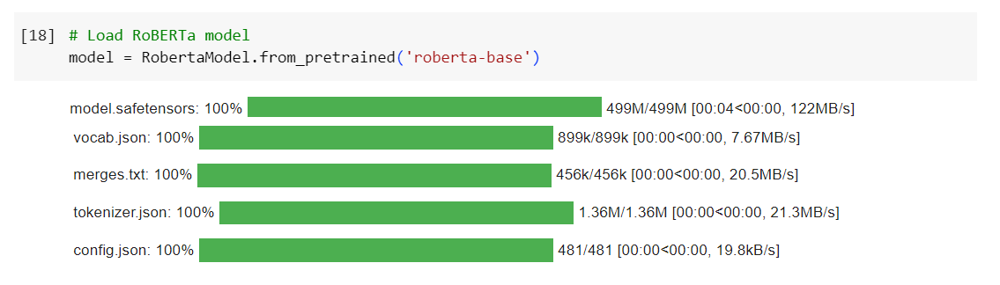 [18] # Load RoBERTa model
model = RobertaModel.from_pretrained('roberta-base')
model.safetensors: 100% 499M/499M [00:04<00:00, 122MB/s]
vocab.json: 100% 899k/899k [00:00<00:00, 7.67MB/s]
merges.txt: 100% 456k/456k [00:00<00:00, 20.5MB/s]
tokenizer.json: 100% 1.36M/1.36M [00:00<00:00, 21.3MB/s]
config.json: 100% 481/481 [00:00<00:00, 19.8kB/s]